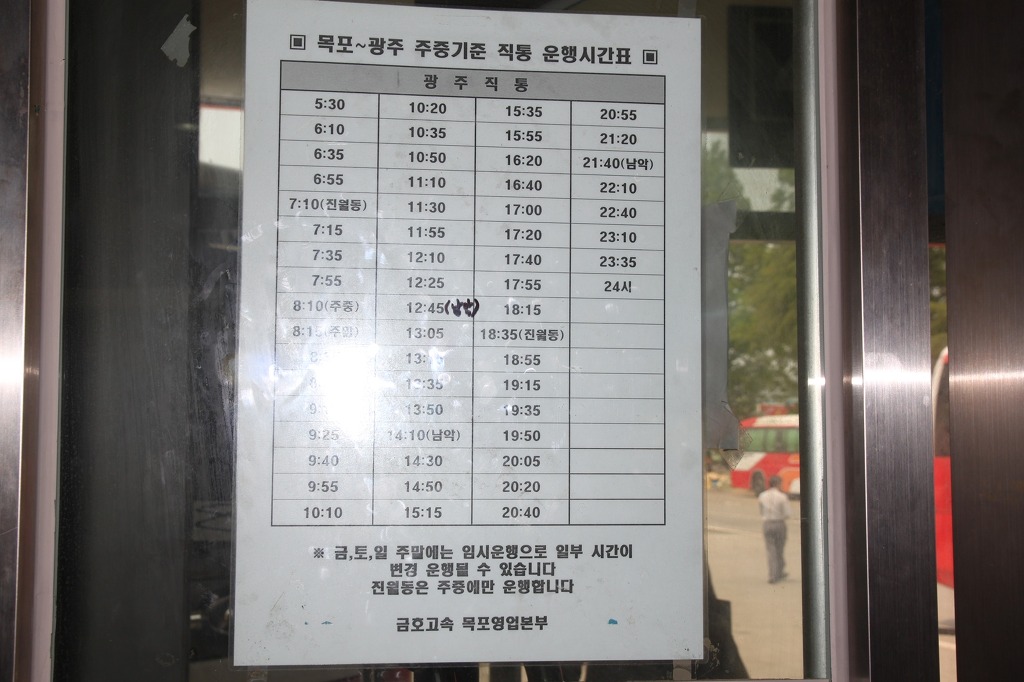 ▣ 목포~광주 주중기준 직통 운행시간표 ▣
광 주 직 통
5:30 10:20 15:35 20:55
6:10 10:35 15:55 21:20
6:35 10:50 16:20 21:40(남악)
6:55 11:10 16:40 22:10
7:10(진월동) 11:30 17:00 22:40
7:15 11:55 17:20 23:10
7:35 12:10 17:40 23:35
7:55 12:25 17:55 24시
8:10(주중) 12:45(남악) 18:15
8:15(주말) 13:05 18:35(진월동)
18:55
13:35 19:15
13:50 19:35
9:25 14:10(남악) 19:50
9:40 14:30 20:05
9:55 14:50 20:20
10:10 15:15 20:40
※ 금,토,일 주말에는 임시운행으로 일부 시간이
변경 운행될 수 있습니다
진월동은 주중에만 운행합니다
금호고속 목포영업본부